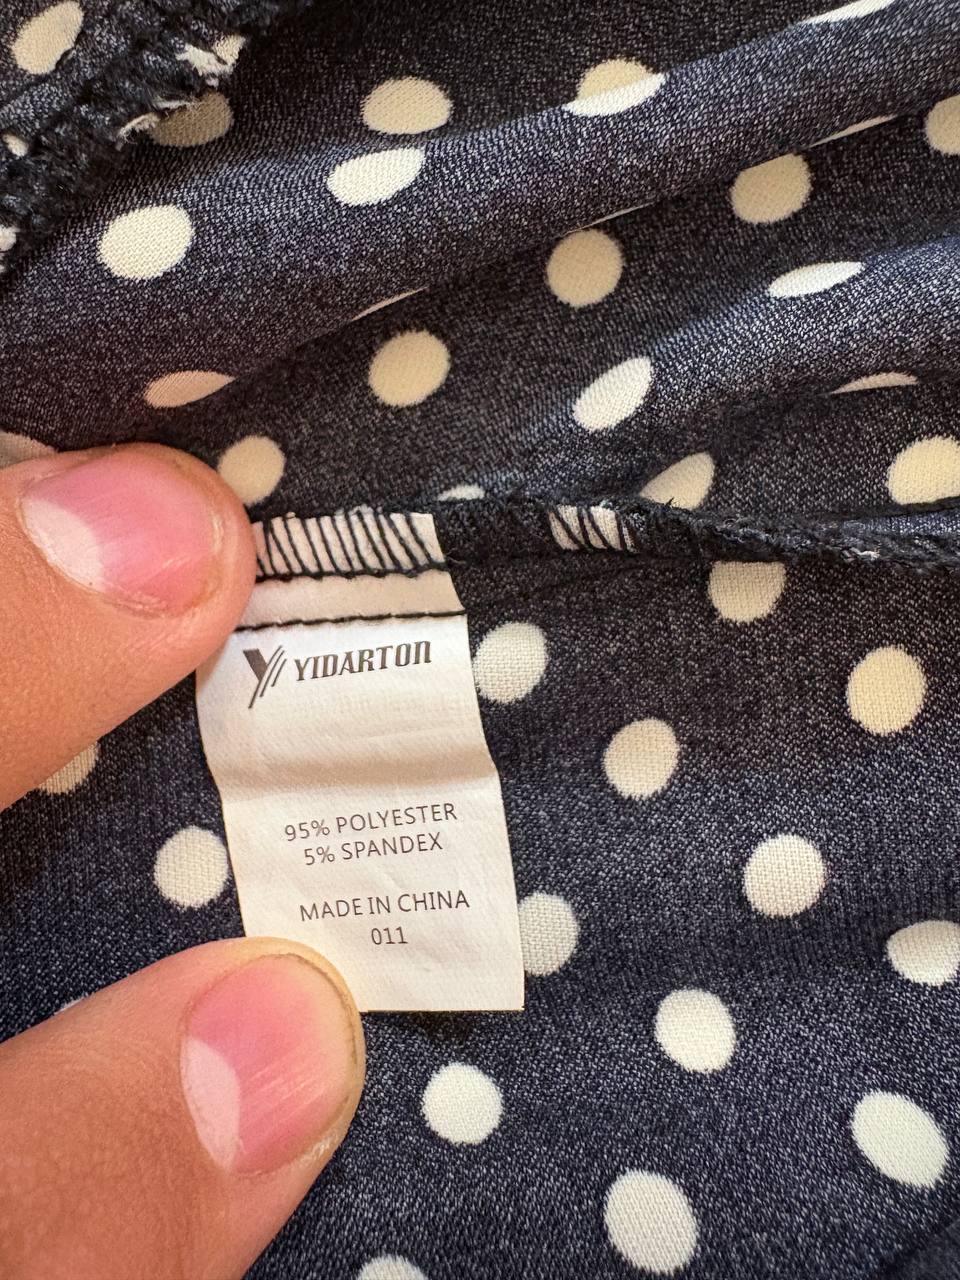 YIDARTON
95% POLYESTER
5% SPANDEX
MADE IN CHINA
011